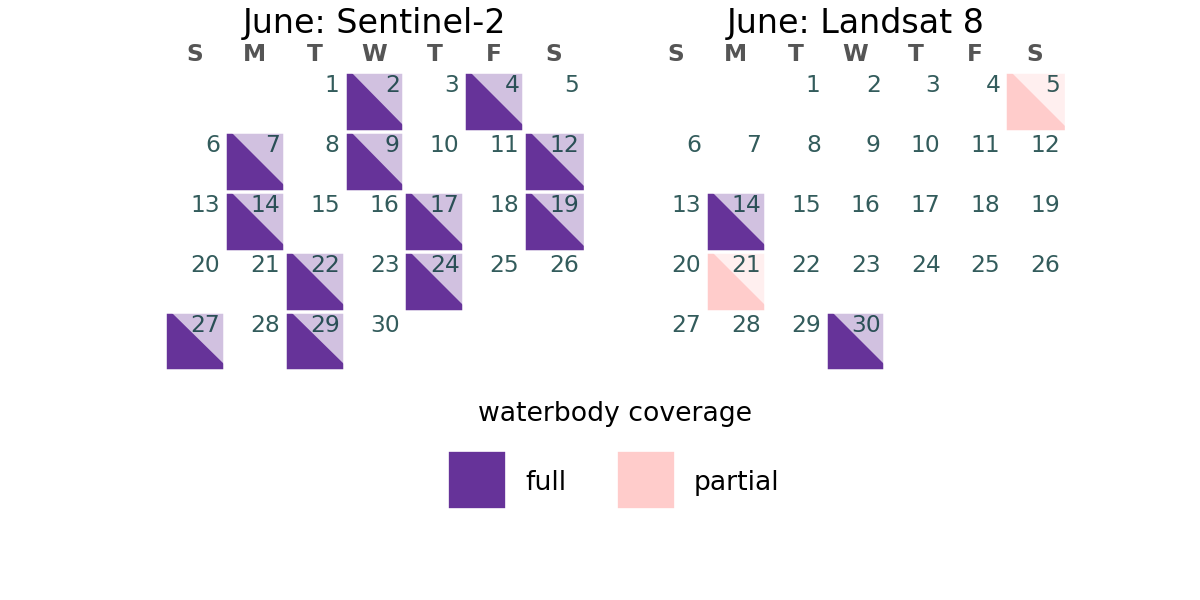 June: Sentinel-2
S M T W T F S
1 2 3 4 5
6 7 8 9 10 11 12
13 14 15 16 17 18 19
20 21 22 23 24 25 26
27 28 29 30
June: Landsat 8
S M T W T F S
1 2 3 4 5
6 7 8 9 10 11 12
13 14 15 16 17 18 19
20 21 22 23 24 25 26
27 28 29 30
waterbody coverage
full
partial